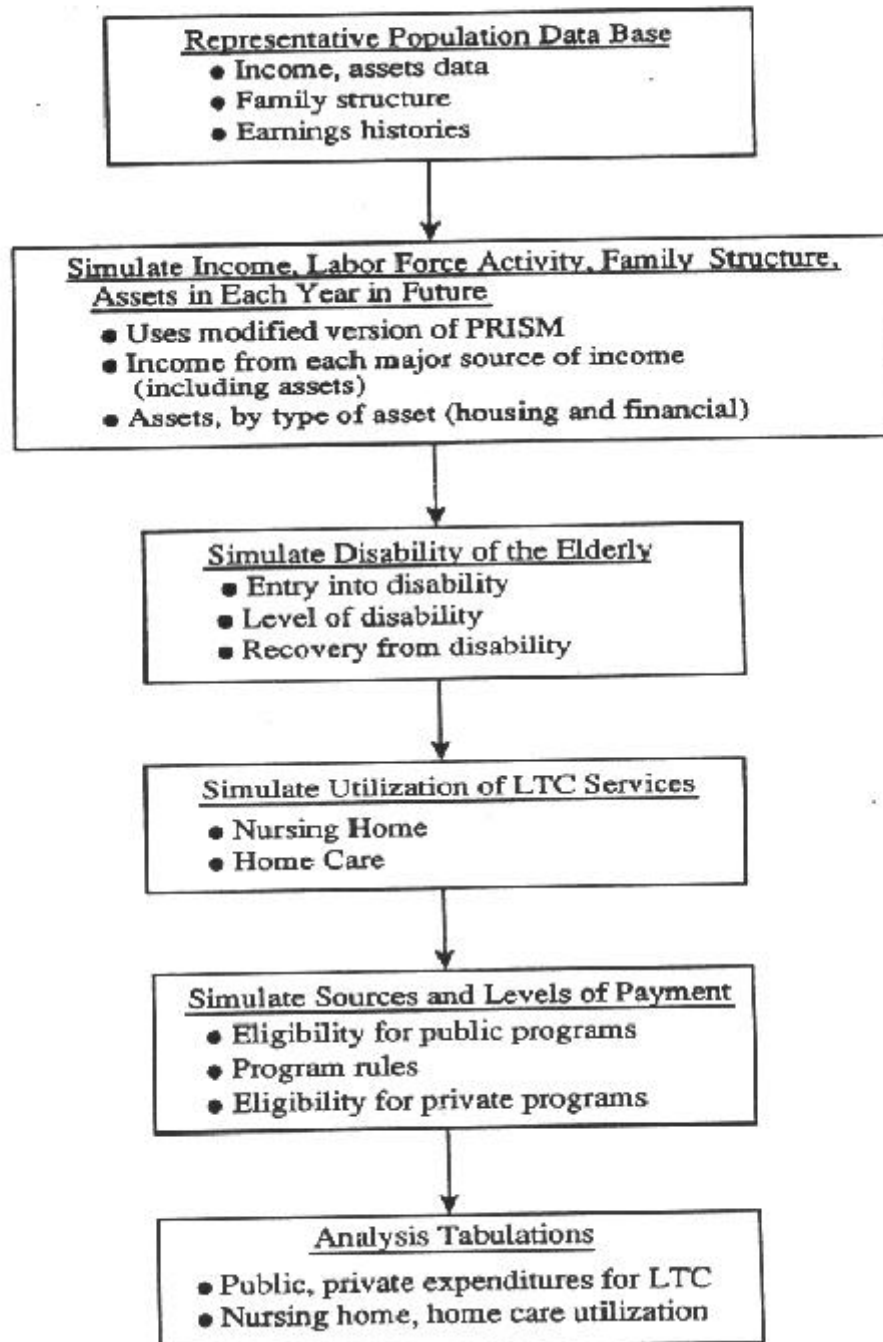 Representative Population Data Base
● Income, assets data
● Family structure
● Earnings histories
Simulate Income, Labor Force Activity, Family Structure,
Assets in Each Year in Future
● Uses modified version of PRISM
● Income from each major source of income
(including assets)
● Assets, by type of asset (housing and financial)
Simulate Disability of the Elderly
● Entry into disability
● Level of disability
● Recovery from disability
Simulate Utilization of LTC Services
● Nursing Home
● Home Care
Simulate Sources and Levels of Payment
● Eligibility for public programs
● Program rules
● Eligibility for private programs
Analysis Tabulations
● Public, private expenditures for LTC
● Nursing home, home care utilization